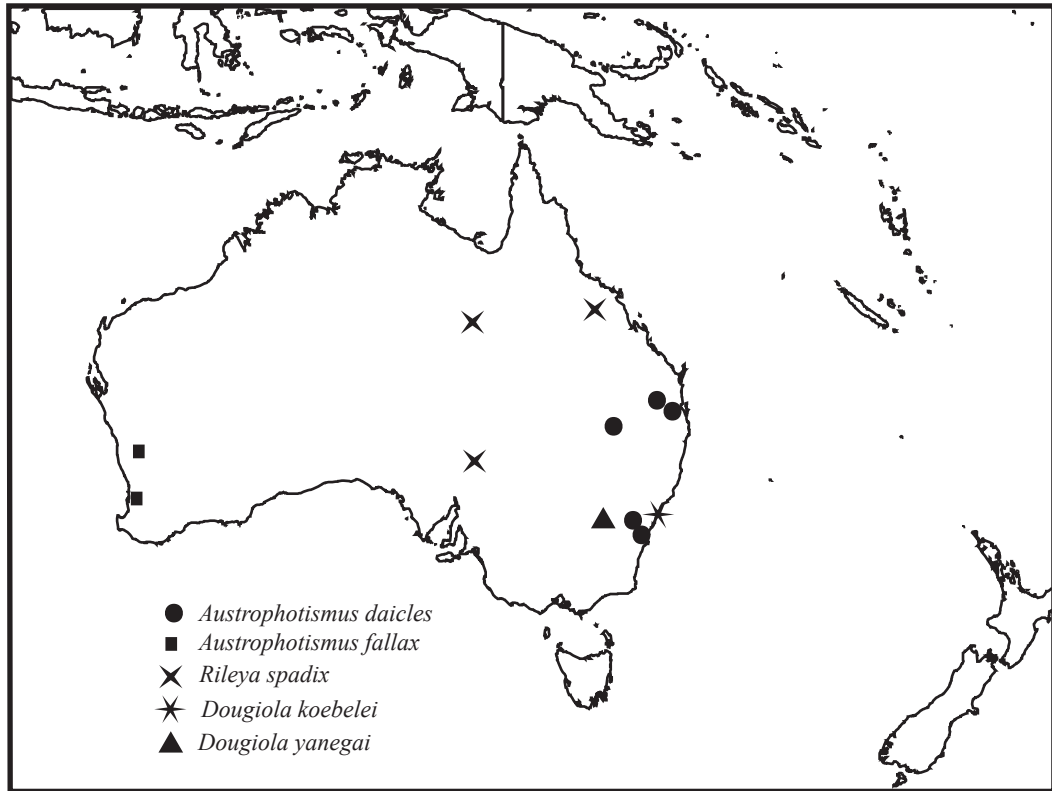 Austrophotismus daicles
Austrophotismus fallax
Rileya spadix
Dougiola koebelei
Dougiola yanegai